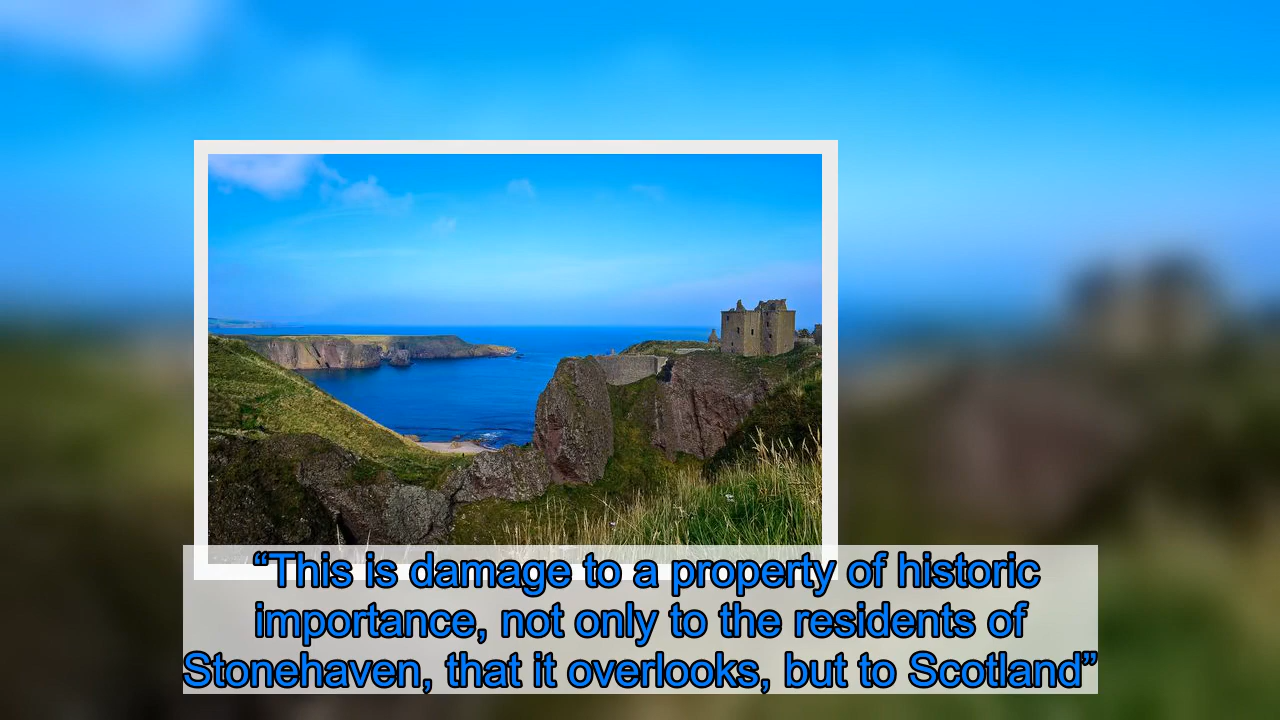 “This is damage to a property of historic
importance, not only to the residents of
Stonehaven, that it overlooks, but to Scotland”